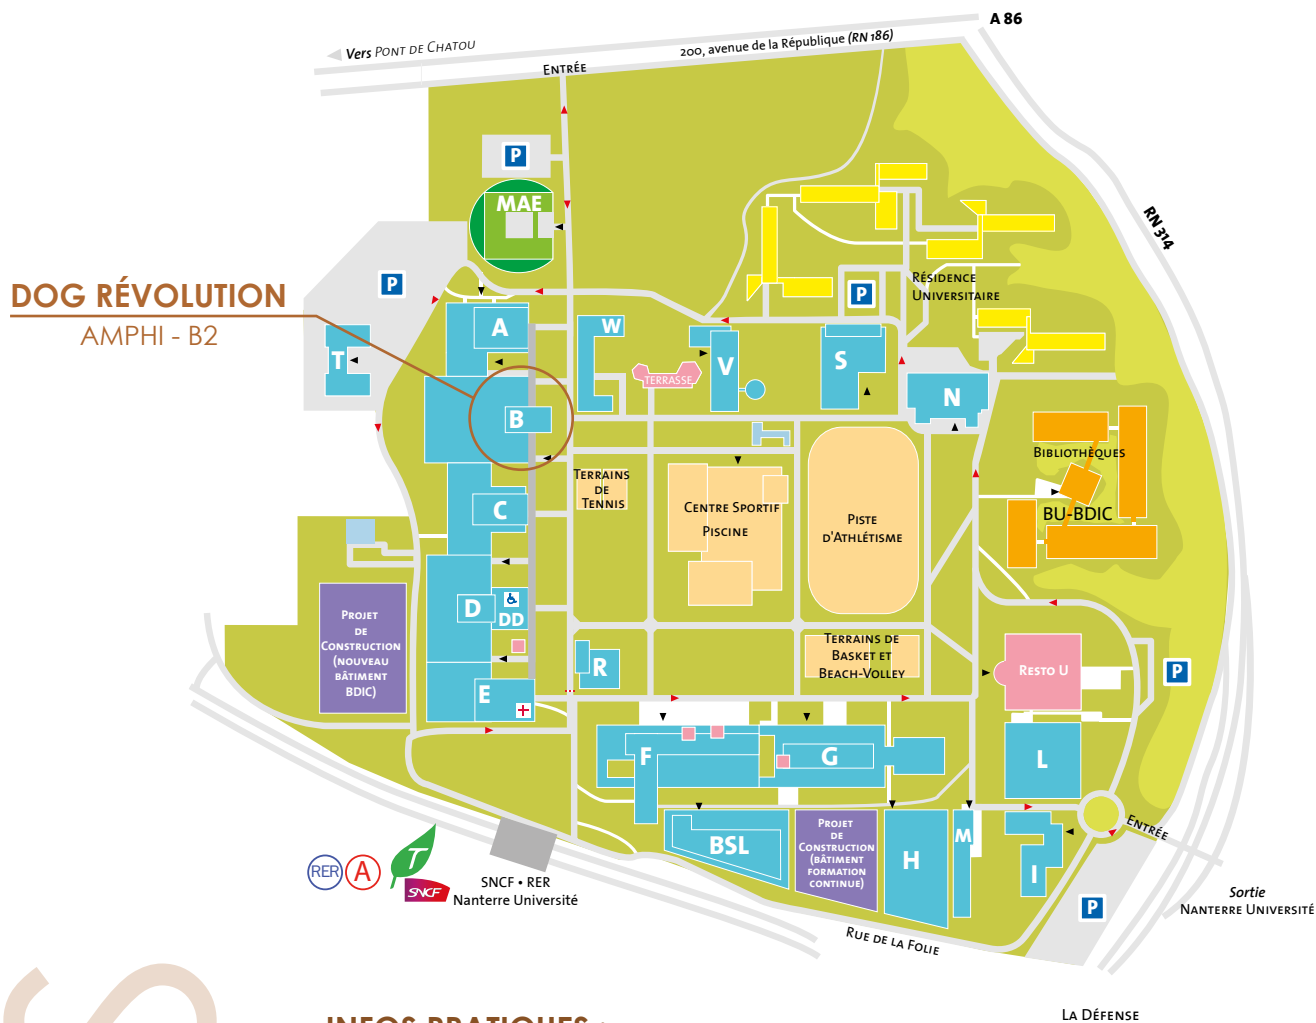 A 86
Vers PONT DE CHATOU
200, avenue de la République (RN 186)
ENTRÉE
P
MAE
RN 314
P
DOG RÉVOLUTION
AMPHI - B2
RÉSIDENCE
UNIVERSITAIRE
P
A
W
T
V
S
TERRASSE
N
B
BIBLIOTHÈQUES
BU-BDIC
TERRAINS
DE
TENNIS
CENTRE SPORTIF
PISCINE
PISTE
D'ATHLÉTISME
C
PROJET
DE
CONSTRUCTION
(NOUVEAU
BÂTIMENT
BDIC)
D
DD
TERRAINS DE
BASKET ET
BEACH-VOLLEY
R
RESTO U
P
E
F
G
L
ENTRÉE
BSL
PROJET
DE
CONSTRUCTION
(BÂTIMENT
FORMATION
CONTINUE)
H
M
I
RER
A
T
SNCF
SNCF • RER
Nanterre Université
P
Sortie
NANTERRE UNIVERSITÉ
RUE DE LA FOLIE
LA DÉFENSE
INFOS PRATIQUES :